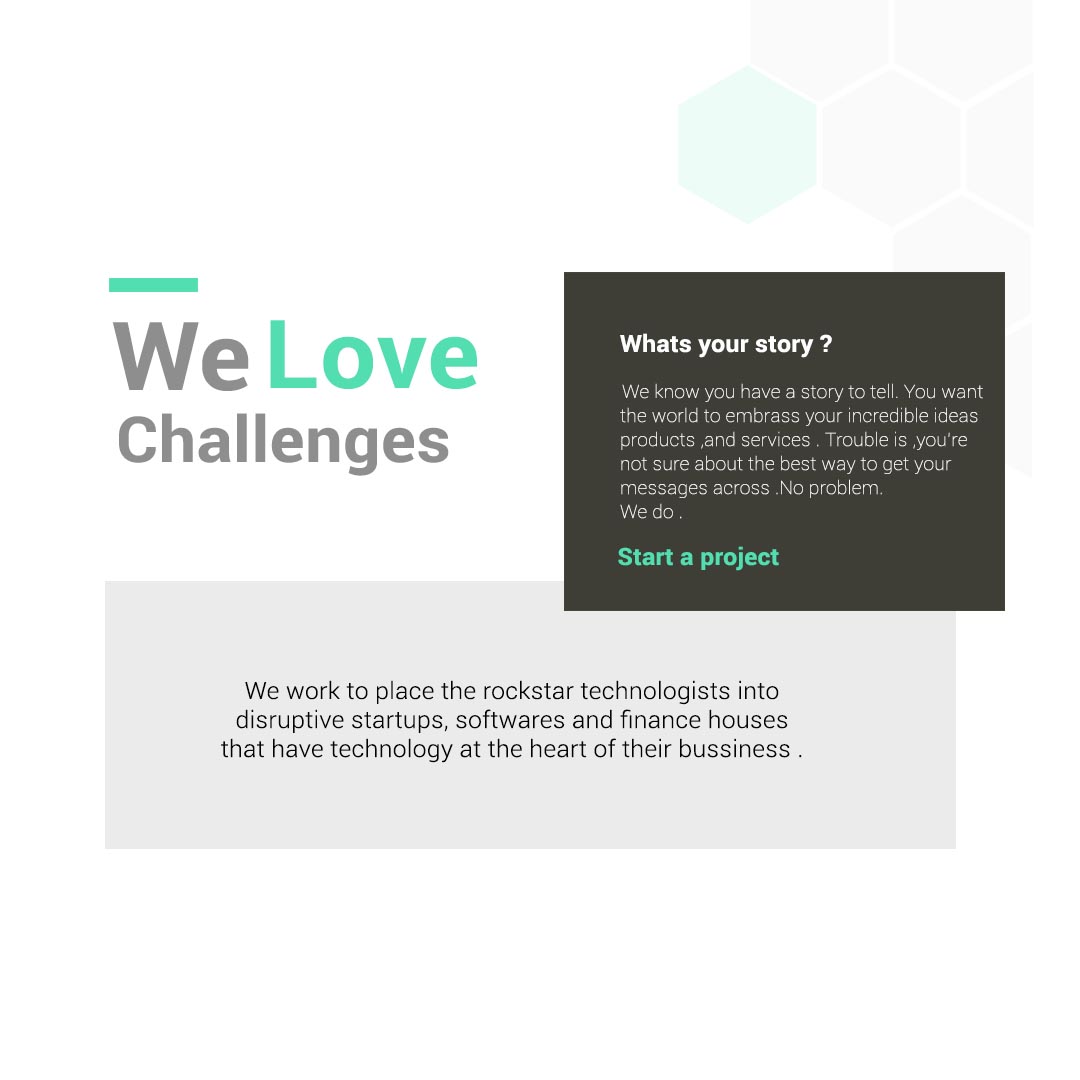 We Love
Challenges
Whats your story ?
We know you have a story to tell. You want
the world to embrass your incredible ideas
products ,and services . Trouble is ,you're
not sure about the best way to get your
messages across .No problem.
We do .
Start a project
We work to place the rockstar technologists into
disruptive startups, softwares and finance houses
that have technology at the heart of their bussiness .